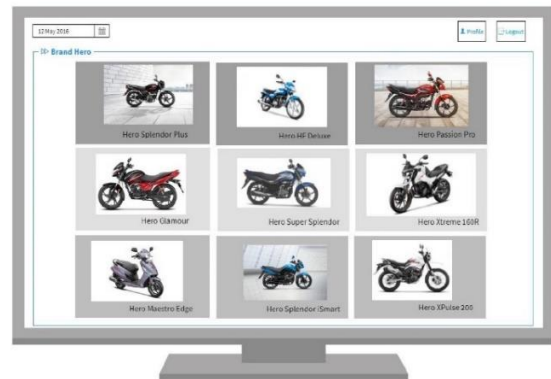 12 May 2016
Profile
Logout
Brand Hero
Hero Splendor Plus
Hero HF Deluxe
Hero Passion Pro
Hero Glamour
Hero Super Splendor
Hero Xtreme 160R
Hero Maestro Edge
Hero Splendor iSmart
Hero XPulse 200